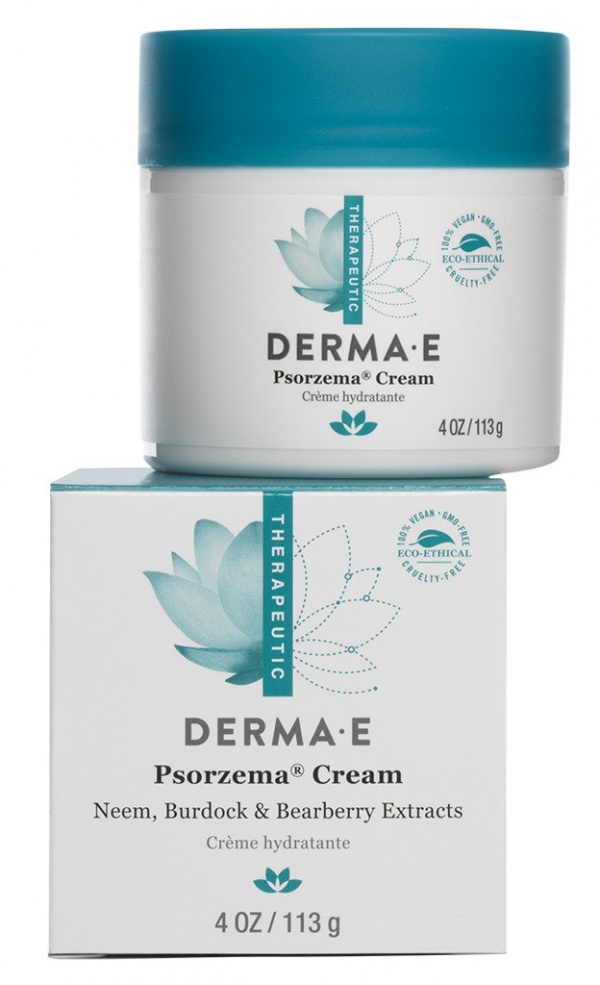 THERAPEUTIC
100% VEGAN • GMO-FREE
ECO-ETHICAL
CRUELTY-FREE
DERMA·E
Psorzema® Cream
Crème hydratante
4 OZ / 113 g
THERAPEUTIC
100% VEGAN • GMO-FREE
ECO-ETHICAL
CRUELTY-FREE
DERMA·E
Psorzema® Cream
Neem, Burdock & Bearberry Extracts
Crème hydratante
4 OZ / 113 g